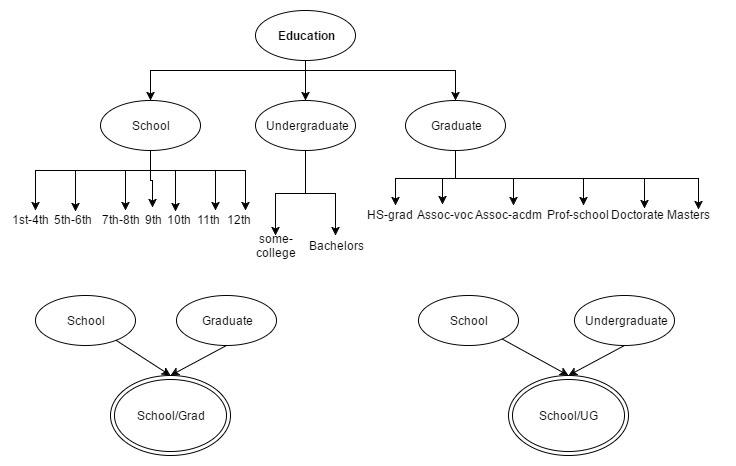 Education
School
Undergraduate
Graduate
1st-4th 5th-6th 7th-8th 9th 10th 11th 12th
some-
college
Bachelors
HS-grad Assoc-voc Assoc-acdm Prof-school Doctorate Masters
School
Graduate
School
Undergraduate
School/Grad
School/UG